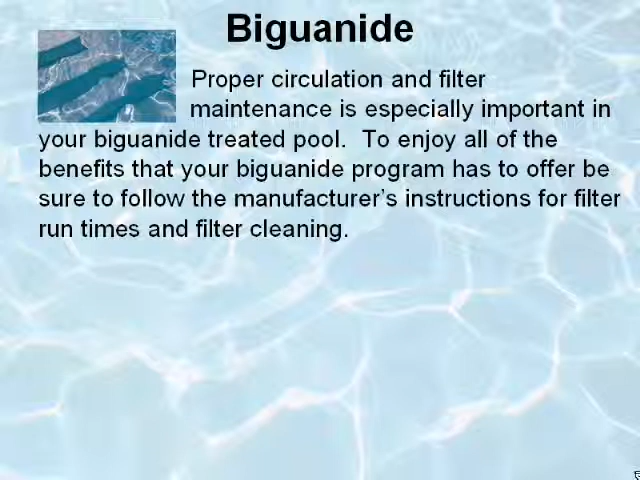 Biguanide
Proper circulation and filter
maintenance is especially important in
your biguanide treated pool.  To enjoy all of the
benefits that your biguanide program has to offer be
sure to follow the manufacturer’s instructions for filter
run times and filter cleaning.